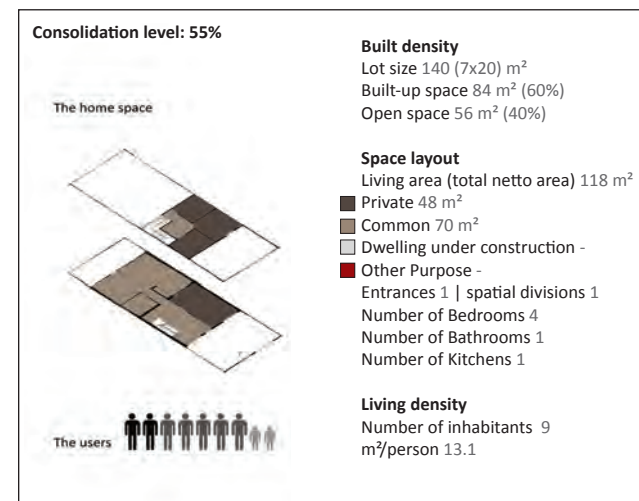 Consolidation level: 55%
The home space
The users
Built density
Lot size 140 (7x20) m²
Built-up space 84 m² (60%)
Open space 56 m² (40%)
Space layout
Living area (total netto area) 118 m²
Private 48 m²
Common 70 m²
Dwelling under construction -
Other Purpose -
Entrances 1 | spatial divisions 1
Number of Bedrooms 4
Number of Bathrooms 1
Number of Kitchens 1
Living density
Number of inhabitants 9
m²/person 13.1